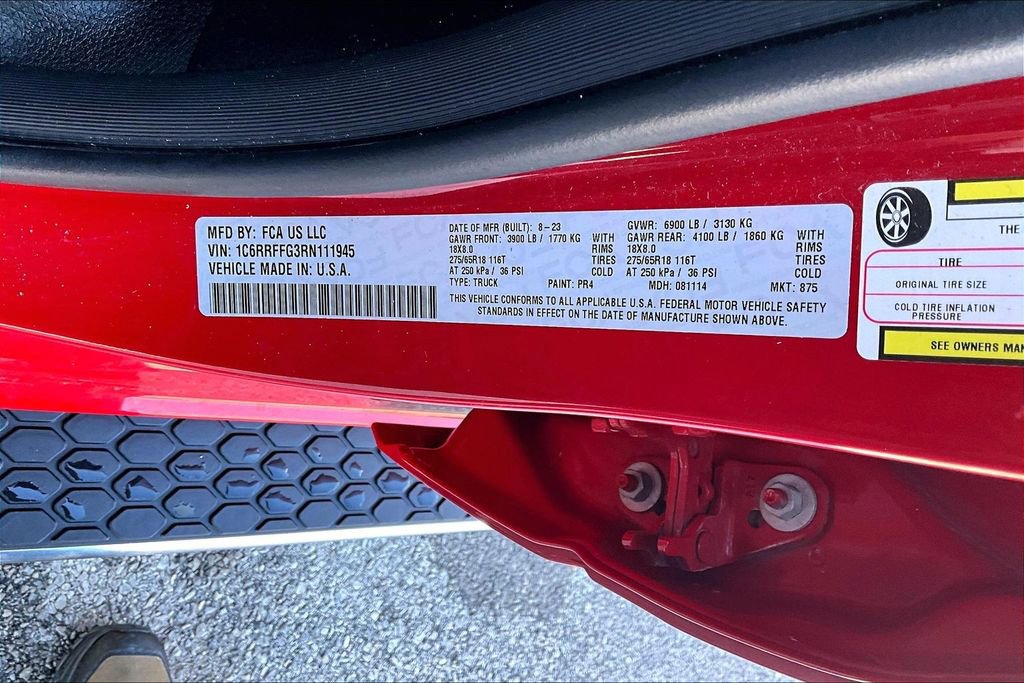 MFD BY: FCA US LLC
VIN: 1C6RRFFG3RN111945
VEHICLE MADE IN: U.S.A.
DATE OF MFR (BUILT): 8-23
GAWR FRONT: 3900 LB / 1770 KG WITH
18X8.0 RIMS
275/65R18 116T TIRES
AT 250 kPa / 36 PSI COLD
TYPE: TRUCK PAINT: PR4
GVWR: 6900 LB / 3130 KG
GAWR REAR: 4100 LB / 1860 KG WITH
18X8.0 RIMS
275/65R18 116T TIRES
AT 250 kPa / 36 PSI COLD
MDH: 081114 MKT: 875
THIS VEHICLE CONFORMS TO ALL APPLICABLE U.S.A. FEDERAL MOTOR VEHICLE SAFETY
STANDARDS IN EFFECT ON THE DATE OF MANUFACTURE SHOWN ABOVE.
THE
TIRE
ORIGINAL TIRE SIZE
COLD TIRE INFLATION
PRESSURE
SEE OWNERS MAN